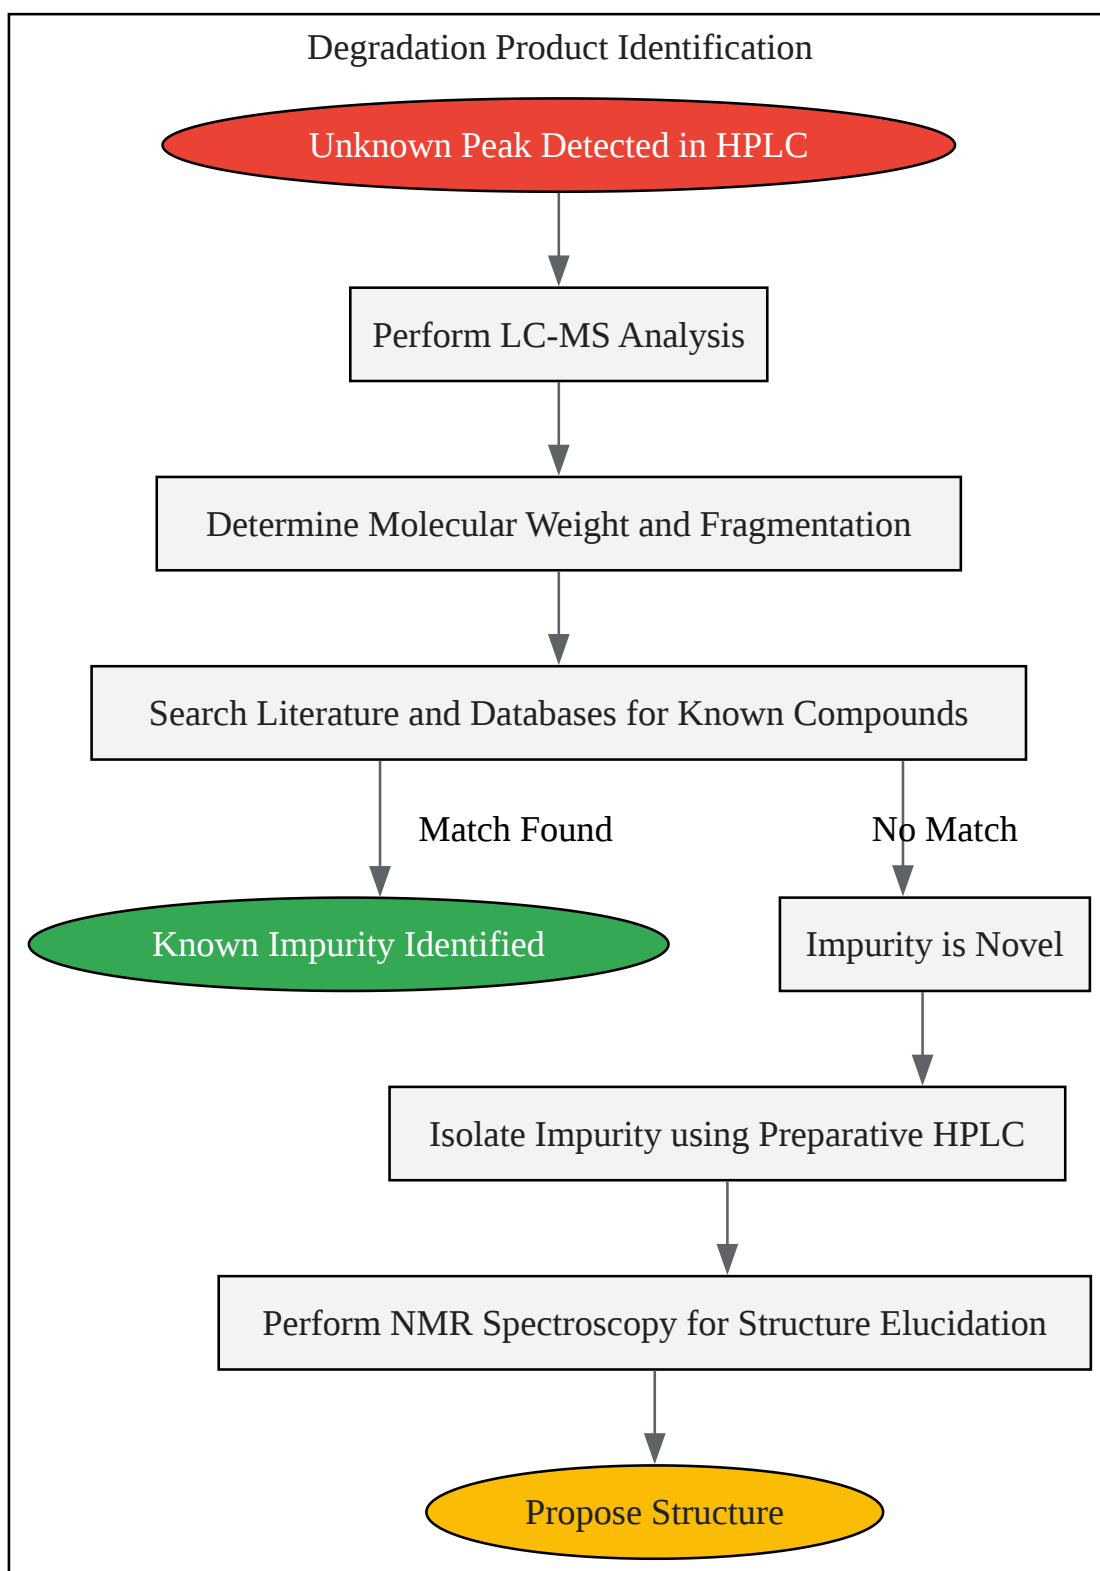 Degradation Product Identification
Unknown Peak Detected in HPLC
Perform LC-MS Analysis
Determine Molecular Weight and Fragmentation
Search Literature and Databases for Known Compounds
Match Found
No Match
Known Impurity Identified
Impurity is Novel
Isolate Impurity using Preparative HPLC
Perform NMR Spectroscopy for Structure Elucidation
Propose Structure